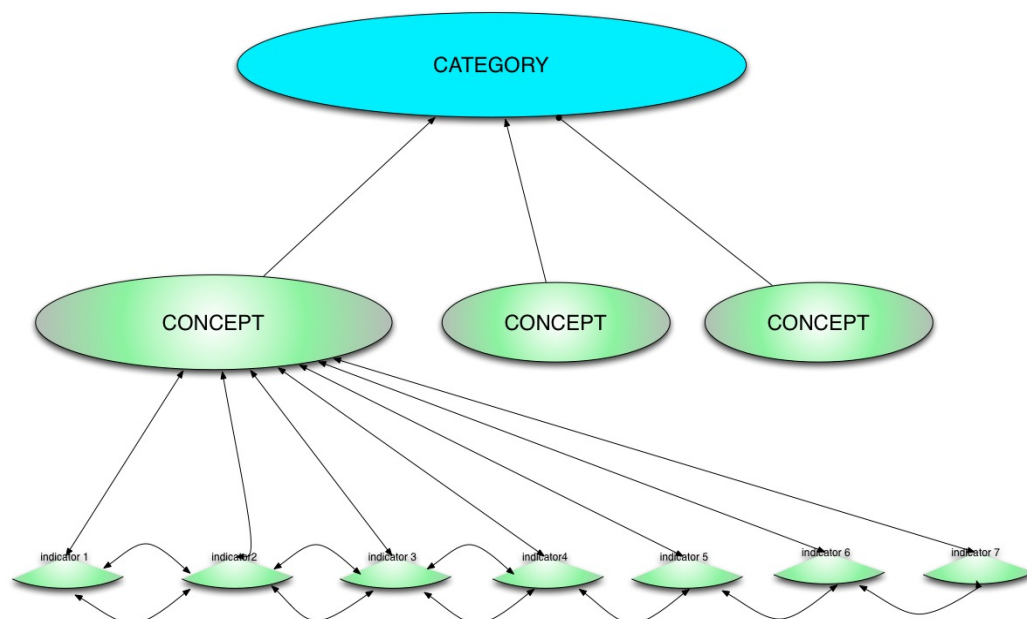 CATEGORY
CONCEPT
CONCEPT
CONCEPT
indicator 1
indicator2
indicator 3
indicator4
indicator 5
indicator 6
indicator 7